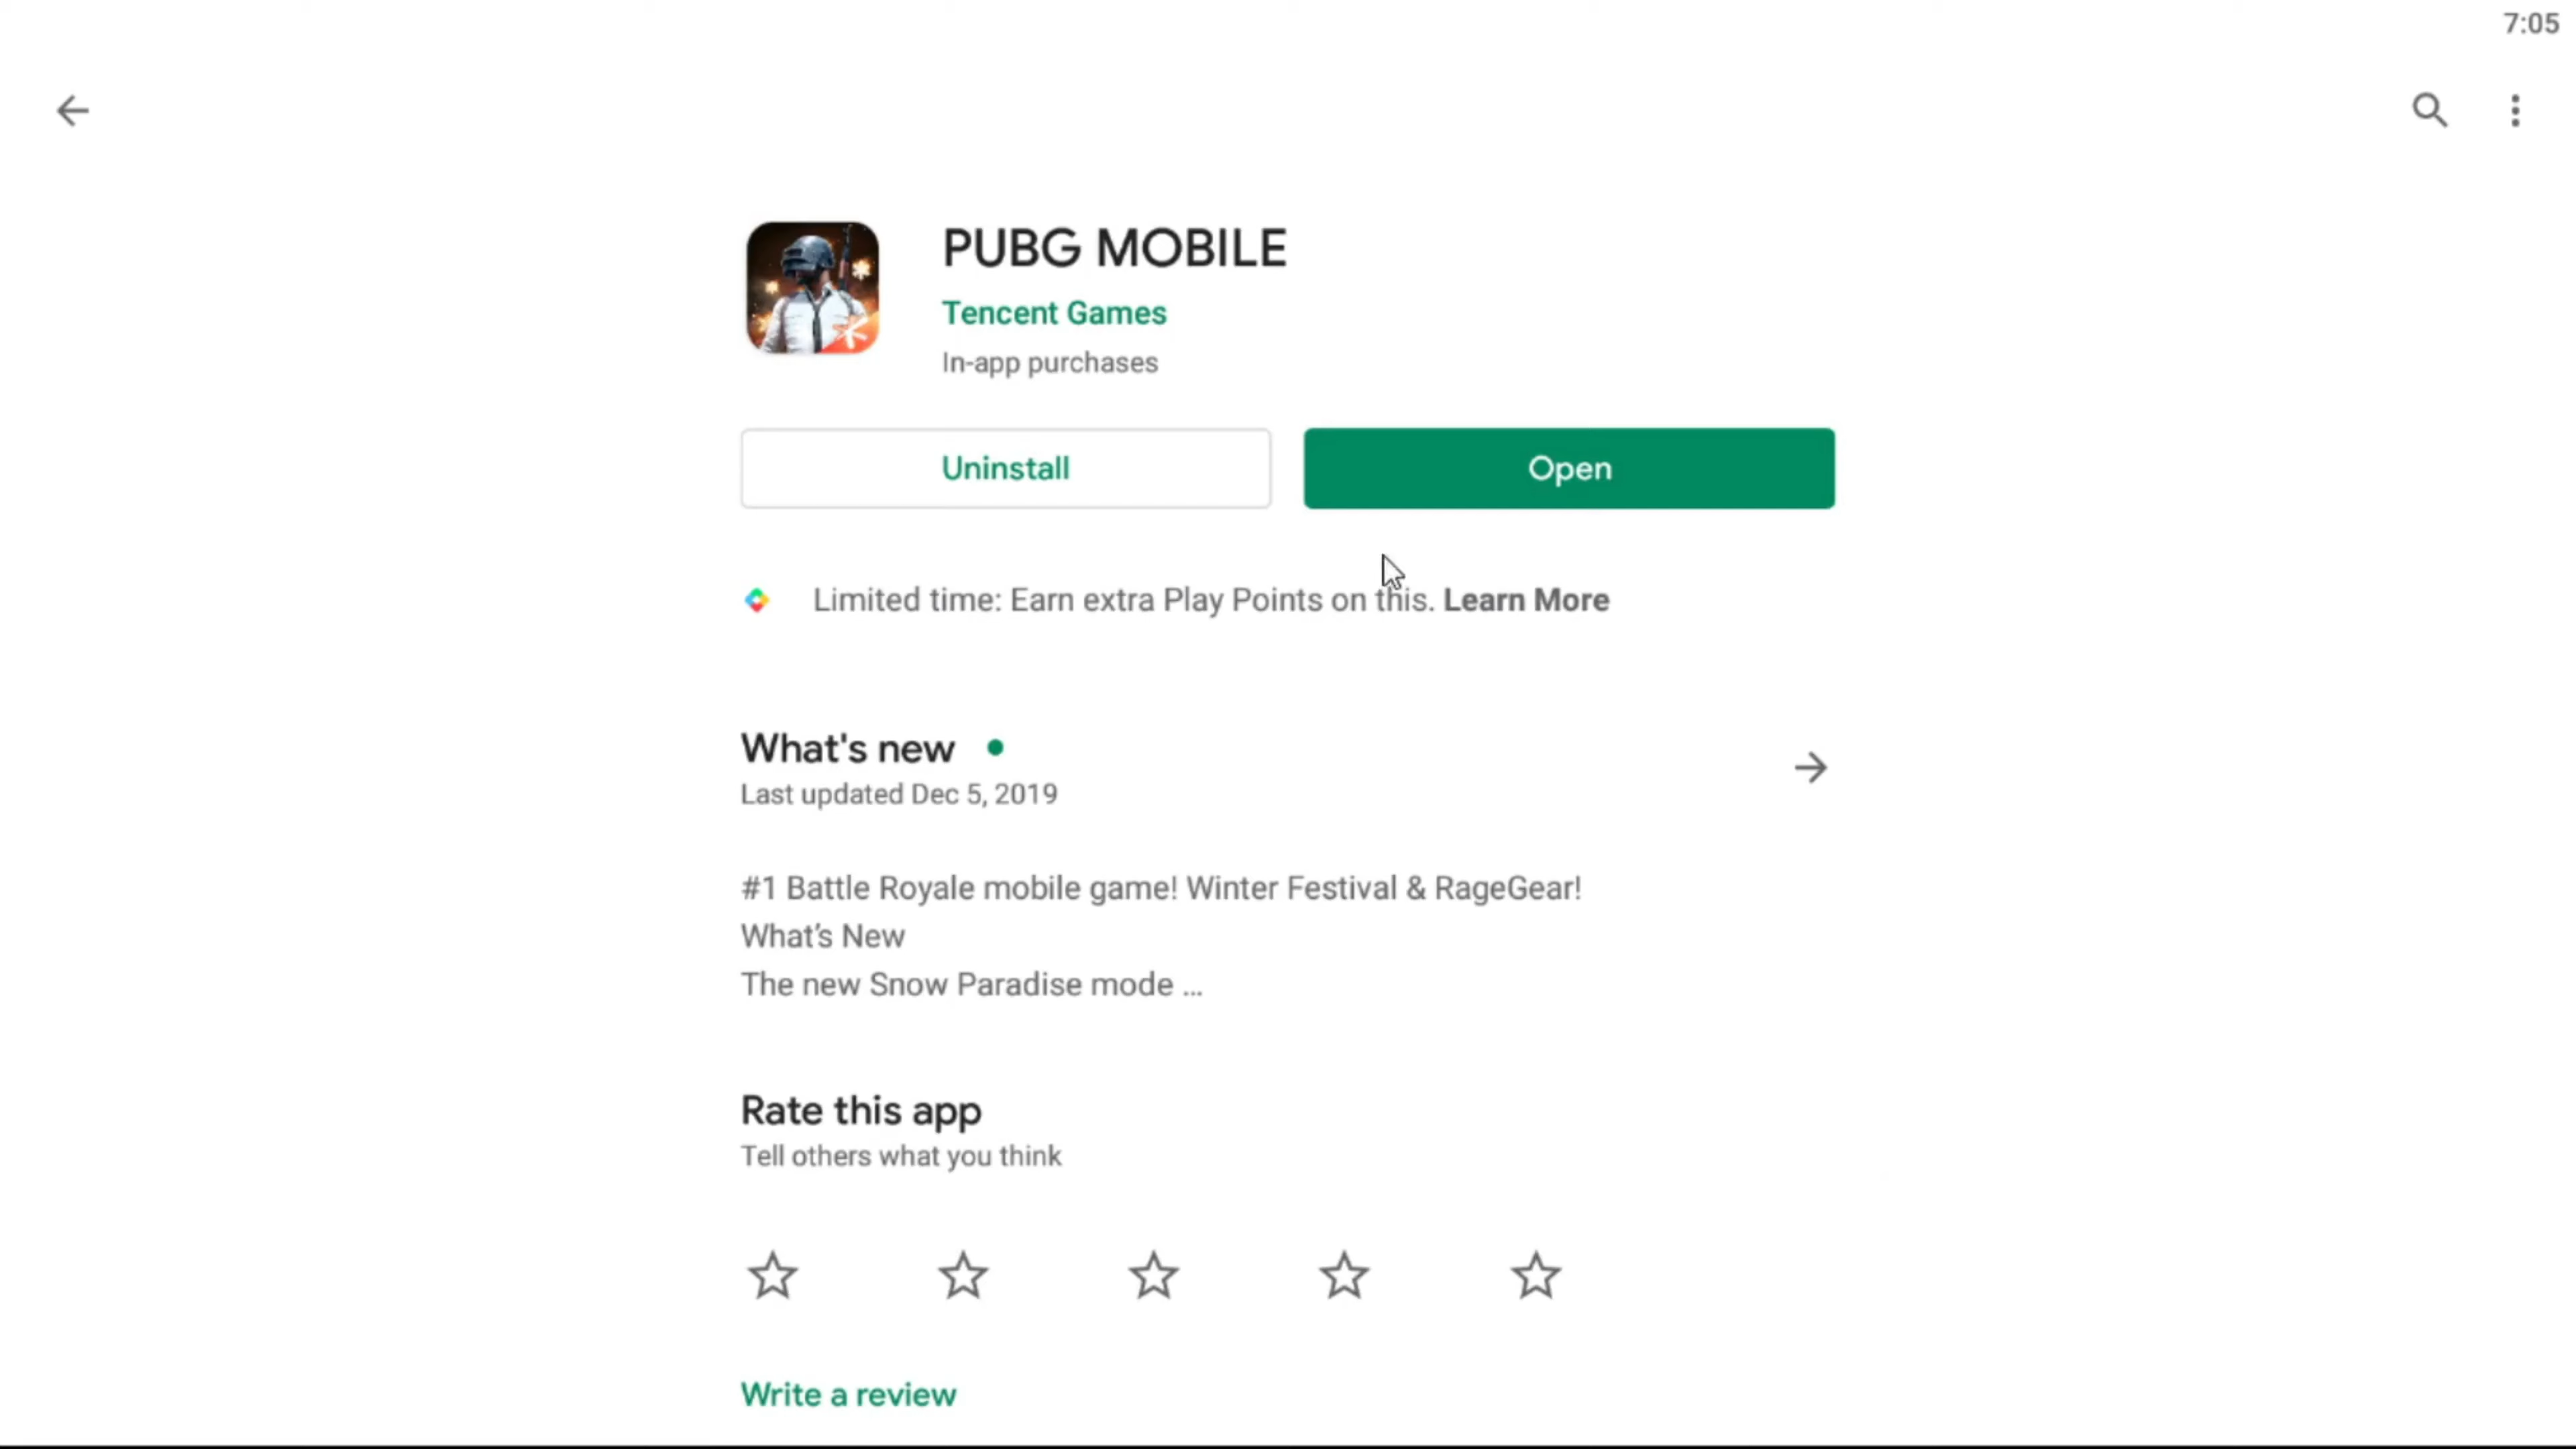 7:05
PUBG MOBILE
Tencent Games
In-app purchases
Uninstall
Open
Limited time: Earn extra Play Points on this. Learn More
What's new
Last updated Dec 5, 2019
#1 Battle Royale mobile game! Winter Festival & RageGear!
What’s New
The new Snow Paradise mode ...
Rate this app
Tell others what you think
Write a review